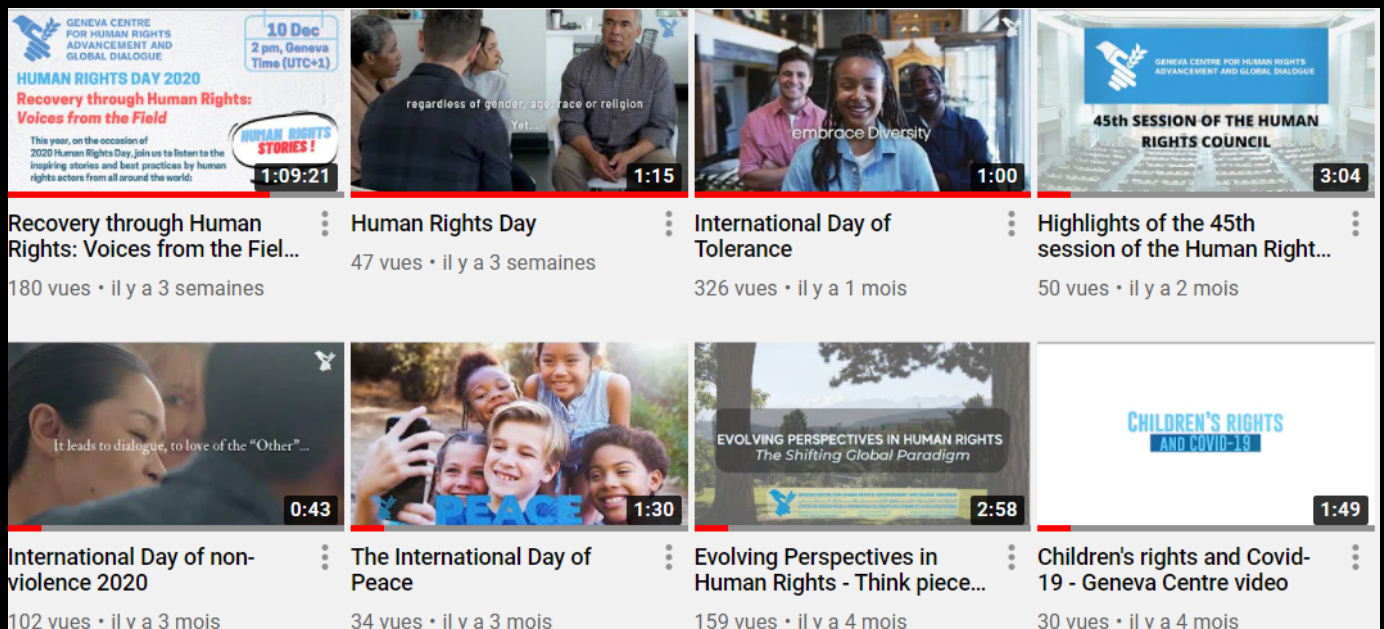 GENEVA CENTRE
FOR HUMAN RIGHTS
ADVANCEMENT AND
GLOBAL DIALOGUE
10 Dec
2 pm, Geneva
Time (UTC+1)
HUMAN RIGHTS DAY 2020
Recovery through Human Rights:
Voices from the Field
This year, on the occasion of
2020 Human Rights Day, join us to listen to the
inspiring stories and best practices by human
rights actors from all around the world:
HUMAN RIGHTS
STORIES !
1:09:21
regardless of gender, age, race or religion
Yet...
1:15
embrace Diversity
1:00
GENEVA CENTRE FOR HUMAN RIGHTS
ADVANCEMENT AND GLOBAL DIALOGUE
45th SESSION OF THE HUMAN
RIGHTS COUNCIL
3:04
Recovery through Human
Rights: Voices from the Fiel...
180 vues • il y a 3 semaines
Human Rights Day
47 vues • il y a 3 semaines
International Day of
Tolerance
326 vues • il y a 1 mois
Highlights of the 45th
session of the Human Right...
50 vues • il y a 2 mois
It leads to dialogue, to love of the “Other”...
0:43
PEACE
1:30
EVOLVING PERSPECTIVES IN HUMAN RIGHTS
The Shifting Global Paradigm
GENEVA CENTRE FOR HUMAN RIGHTS ADVANCEMENT AND GLOBAL DIALOGUE
2:58
CHILDREN'S RIGHTS
AND COVID-19
1:49
International Day of non-
violence 2020
102 vues • il y a 3 mois
The International Day of
Peace
34 vues • il y a 3 mois
Evolving Perspectives in
Human Rights - Think piece...
159 vues • il y a 4 mois
Children's rights and Covid-
19 - Geneva Centre video
30 vues • il y a 4 mois